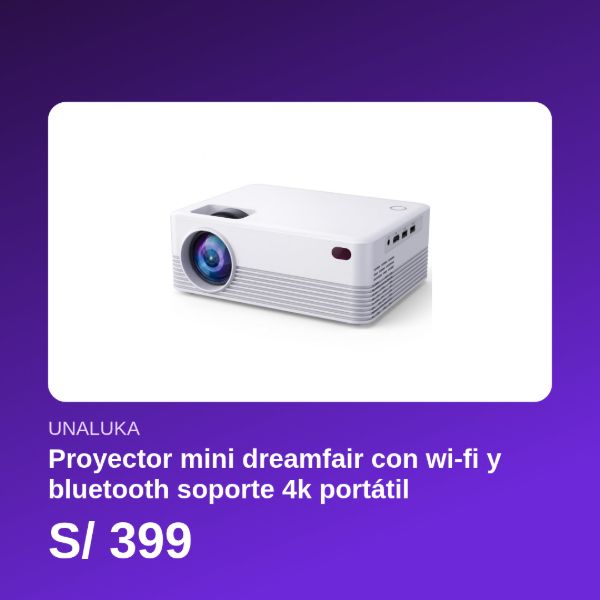 UNALUKA
Proyector mini dreamfair con wi-fi y
bluetooth soporte 4k portátil
S/ 399